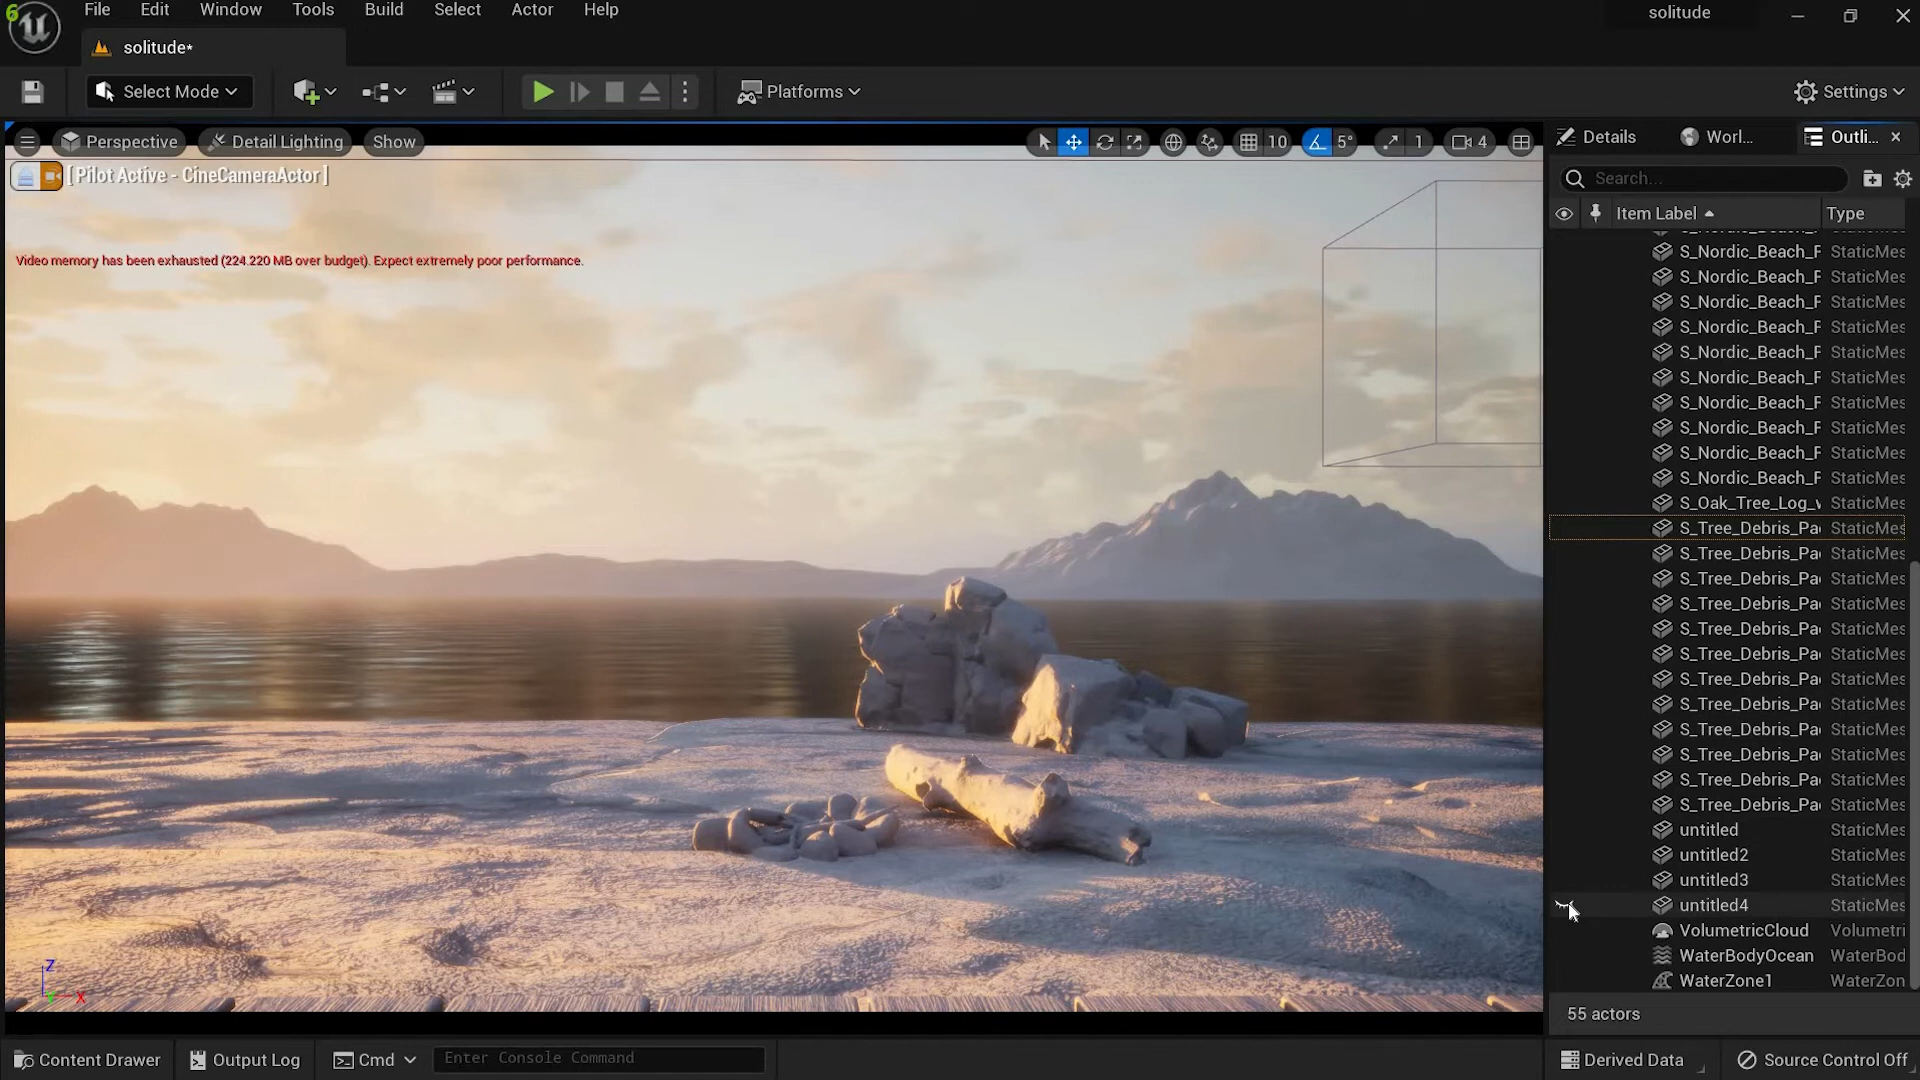 6
File Edit Window Tools Build Select Actor Help
solitude
solitude*
Select Mode
Platforms
Settings
Perspective
Detail Lighting
Show
10
5°
1
4
Details
Worl...
Outli...
[ Pilot Active - CineCameraActor ]
Search...
Item Label
Type
Video memory has been exhausted (224.220 MB over budget). Expect extremely poor performance.
S_Nordic_Beach_F StaticMes
S_Nordic_Beach_F StaticMes
S_Nordic_Beach_F StaticMes
S_Nordic_Beach_F StaticMes
S_Nordic_Beach_F StaticMes
S_Nordic_Beach_F StaticMes
S_Nordic_Beach_F StaticMes
S_Nordic_Beach_F StaticMes
S_Nordic_Beach_F StaticMes
S_Nordic_Beach_F StaticMes
S_Oak_Tree_Log_v StaticMes
S_Tree_Debris_Pa StaticMes
S_Tree_Debris_Pa StaticMes
S_Tree_Debris_Pa StaticMes
S_Tree_Debris_Pa StaticMes
S_Tree_Debris_Pa StaticMes
S_Tree_Debris_Pa StaticMes
S_Tree_Debris_Pa StaticMes
S_Tree_Debris_Pa StaticMes
S_Tree_Debris_Pa StaticMes
S_Tree_Debris_Pa StaticMes
S_Tree_Debris_Pa StaticMes
S_Tree_Debris_Pa StaticMes
untitled StaticMes
untitled2 StaticMes
untitled3 StaticMes
untitled4 StaticMes
VolumetricCloud Volumetri
WaterBodyOcean WaterBod
WaterZone1 WaterZon
Z
Y X
55 actors
Content Drawer
Output Log
Cmd
Enter Console Command
Derived Data
Source Control Off